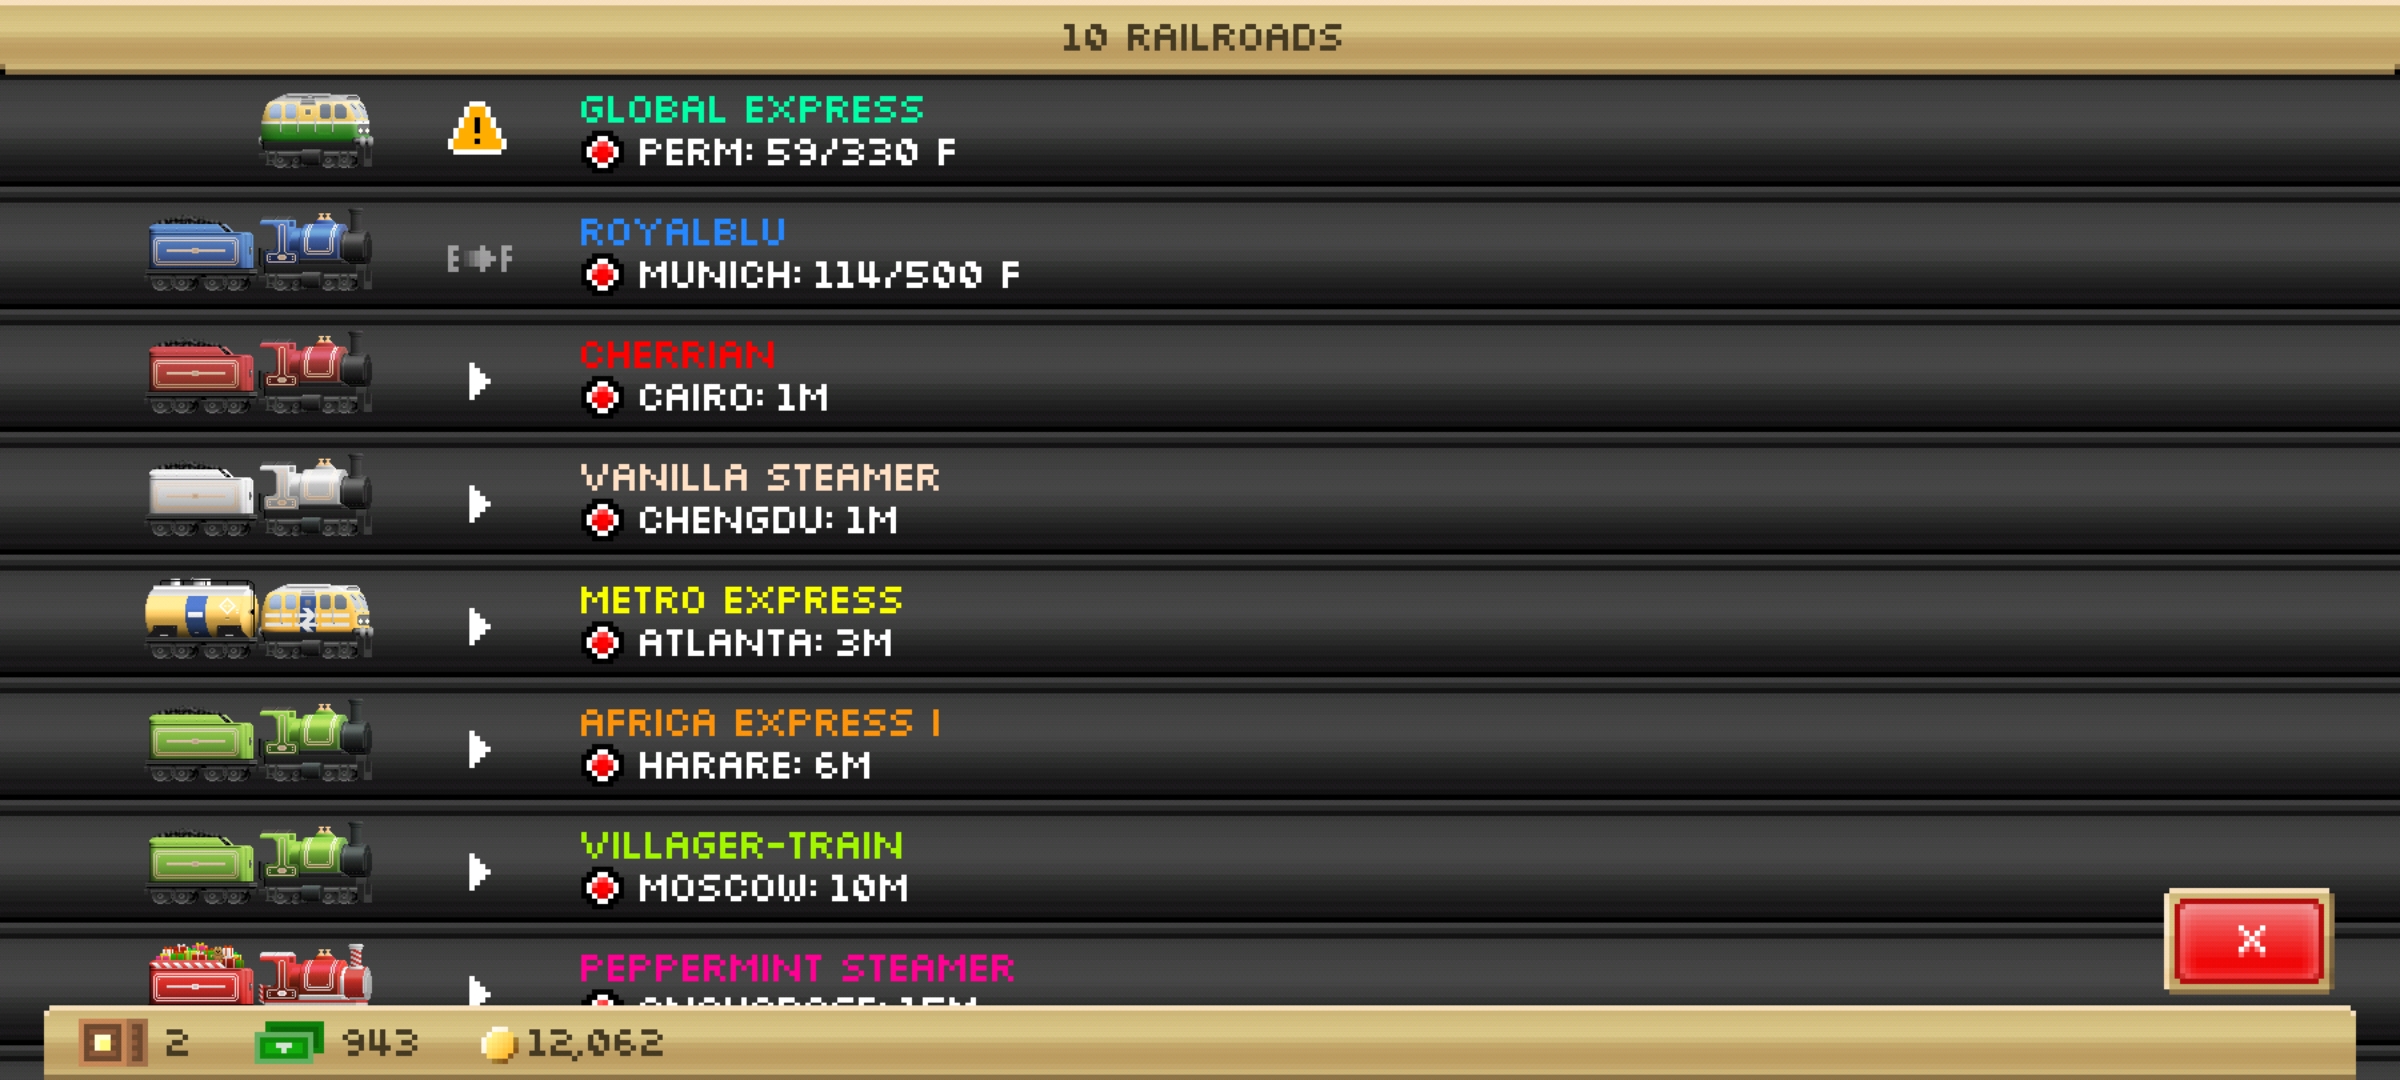 10 RAILROADS
GLOBAL EXPRESS
PERM: 59/330 F
E F
ROYALBLU
MUNICH: 114/500 F
CHERRIAN
CAIRO: 1M
VANILLA STEAMER
CHENGDU: 1M
METRO EXPRESS
ATLANTA: 3M
AFRICA EXPRESS I
HARARE: 6M
VILLAGER-TRAIN
MOSCOW: 10M
PEPPERMINT STEAMER
X
2 943 12,062